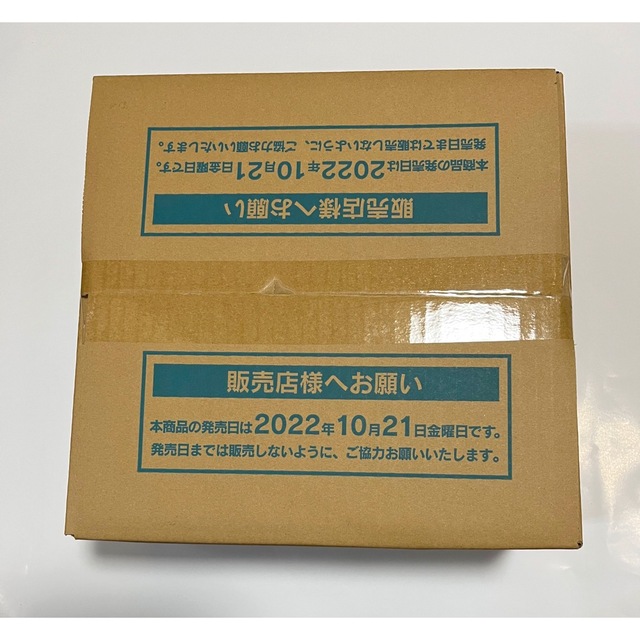 販売店様へお願い
本商品の発売日は2022年10月21日金曜日です。
発売日までは販売しないように、ご協力お願いいたします。
販売店様へお願い
本商品の発売日は2022年10月21日金曜日です。
発売日までは販売しないように、ご協力お願いいたします。